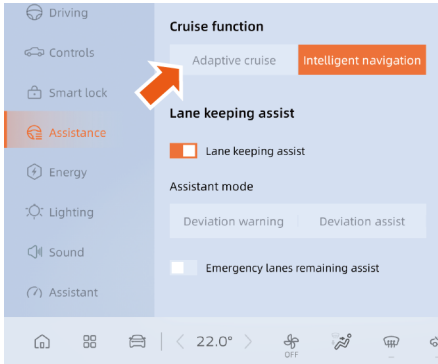 Driving
Controls
Smart lock
Assistance
Energy
Lighting
Sound
Assistant
Cruise function
Adaptive cruise Intelligent navigation
Lane keeping assist
Lane keeping assist
Assistant mode
Deviation warning Deviation assist
Emergency lanes remaining assist
22.0°
OFF